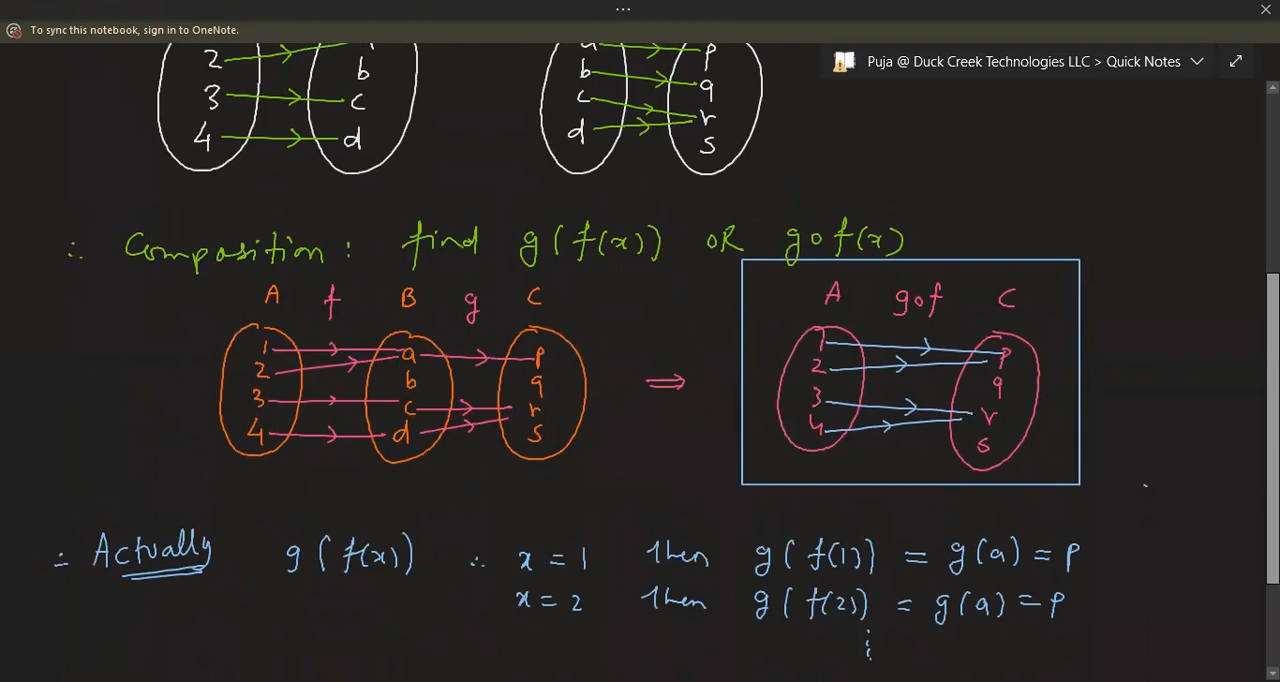 ...
To sync this notebook, sign in to OneNote.
Puja @ Duck Creek Technologies LLC > Quick Notes
2 b b p
3 c c q
4 d d r
s
∴ Composition : find g(f(x)) OR gof(x)
A f B g C
1 a p
2 b q
3 c r
4 d s
⇒
A gof C
1 p
2 q
3 r
4 s
∴ Actually g(f(x)) ∴ x = 1 then g(f(1)) = g(a) = p
x = 2 then g(f(2)) = g(a) = p